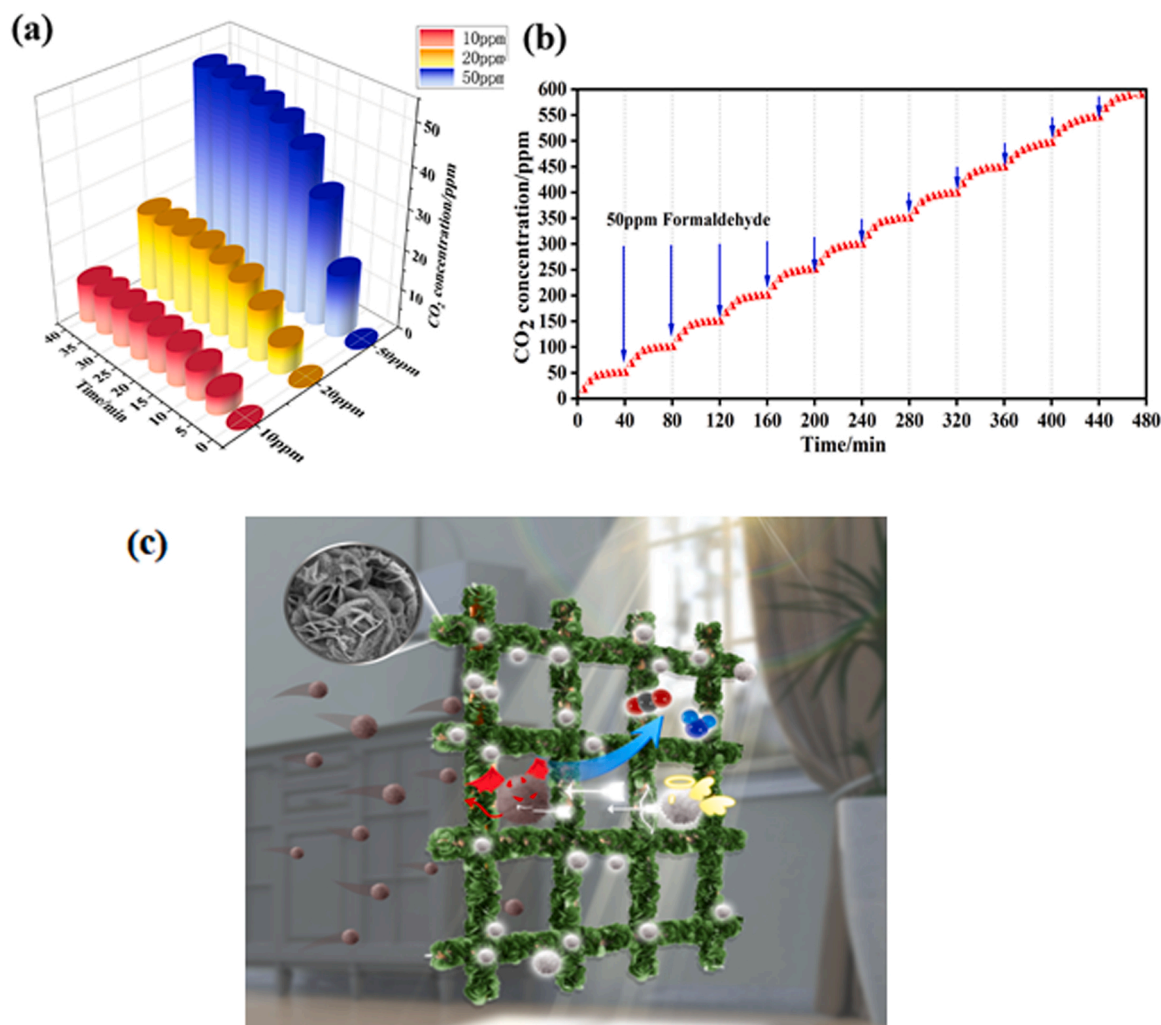 (a)
10ppm
20ppm
50ppm
50
40
30
20
10
0
CO₂ concentration/ppm
40
35
30
25
20
15
10
5
0
Time/min
10ppm
20ppm
50ppm
(b)
600
550
500
450
400
350
300
250
200
150
100
50
0
CO₂ concentration/ppm
50ppm Formaldehyde
0 40 80 120 160 200 240 280 320 360 400 440 480
Time/min
(c)